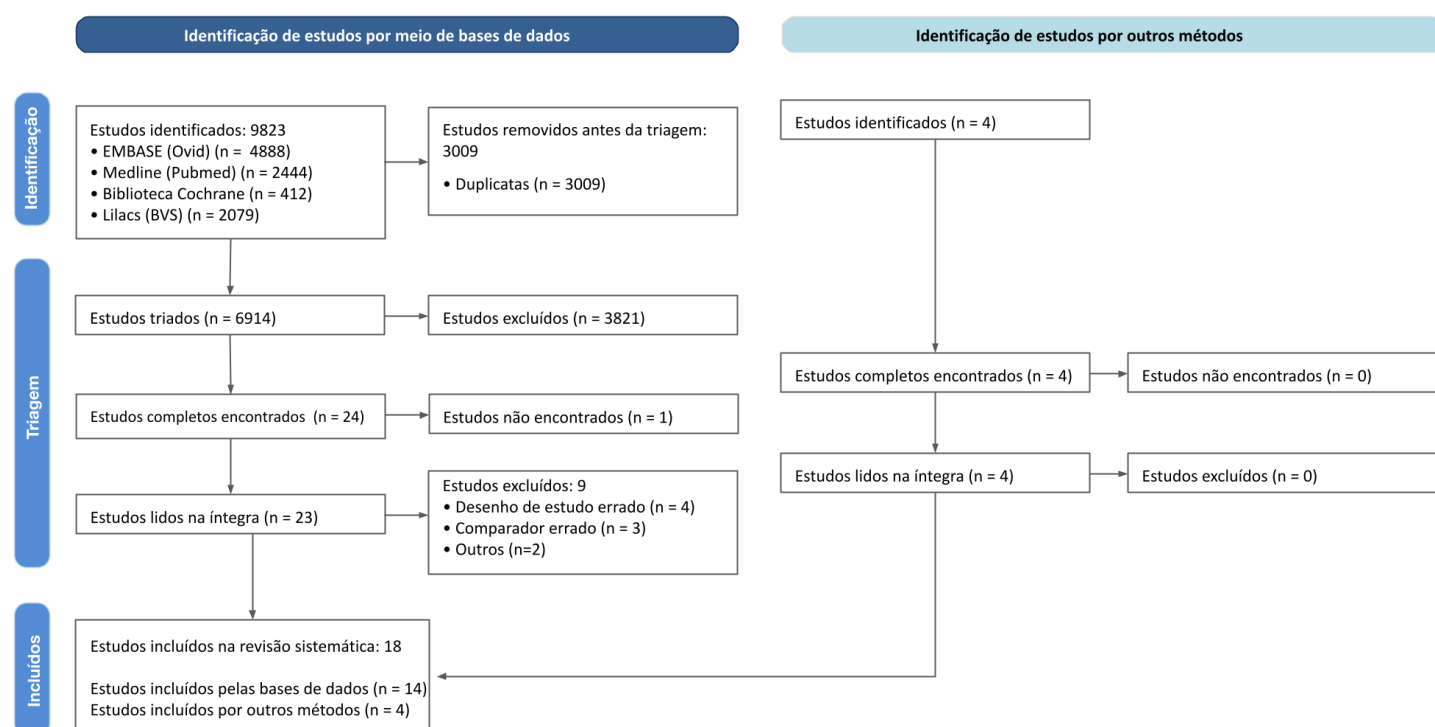 Identificação de estudos por meio de bases de dados
Identificação de estudos por outros métodos
Identificação
Estudos identificados: 9823
• EMBASE (Ovid) (n =  4888)
• Medline (Pubmed) (n = 2444)
• Biblioteca Cochrane (n = 412)
• Lilacs (BVS) (n = 2079)
Estudos removidos antes da triagem:
3009
• Duplicatas (n = 3009)
Estudos identificados (n = 4)
Triagem
Estudos triados (n = 6914)
Estudos excluídos (n = 3821)
Estudos completos encontrados  (n = 24)
Estudos não encontrados (n = 1)
Estudos completos encontrados (n = 4)
Estudos não encontrados (n = 0)
Estudos lidos na íntegra (n = 23)
Estudos excluídos: 9
• Desenho de estudo errado (n = 4)
• Comparador errado (n = 3)
• Outros (n=2)
Estudos lidos na íntegra (n = 4)
Estudos excluídos (n = 0)
Incluídos
Estudos incluídos na revisão sistemática: 18
Estudos incluídos pelas bases de dados (n = 14)
Estudos incluídos por outros métodos (n = 4)